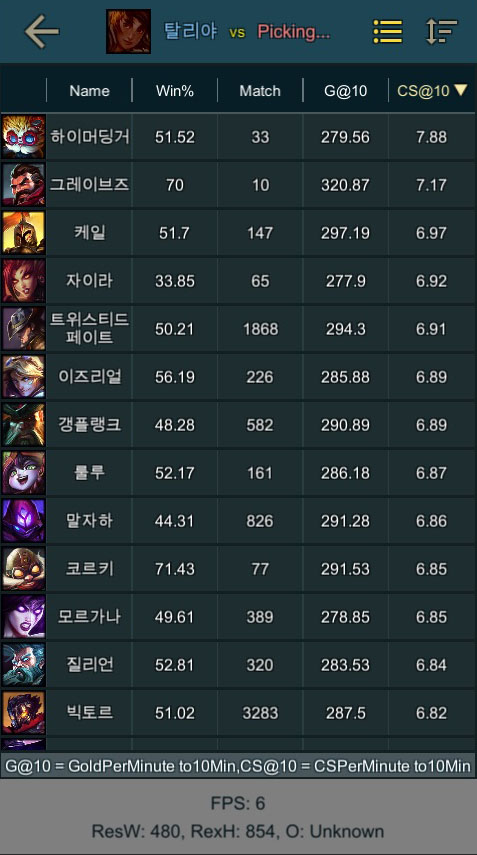 탈리야 vs Picking...
Name Win% Match G@10 CS@10 ▼
하이머딩거 51.52 33 279.56 7.88
그레이브즈 70 10 320.87 7.17
케일 51.7 147 297.19 6.97
자이라 33.85 65 277.9 6.92
트위스티드
페이트 50.21 1868 294.3 6.91
이즈리얼 56.19 226 285.88 6.89
갱플랭크 48.28 582 290.89 6.89
룰루 52.17 161 286.18 6.87
말자하 44.31 826 291.28 6.86
코르키 71.43 77 291.53 6.85
모르가나 49.61 389 278.85 6.85
질리언 52.81 320 283.53 6.84
빅토르 51.02 3283 287.5 6.82
G@10 = GoldPerMinute to10Min,CS@10 = CSPerMinute to10Min
FPS: 6
ResW: 480, RexH: 854, O: Unknown